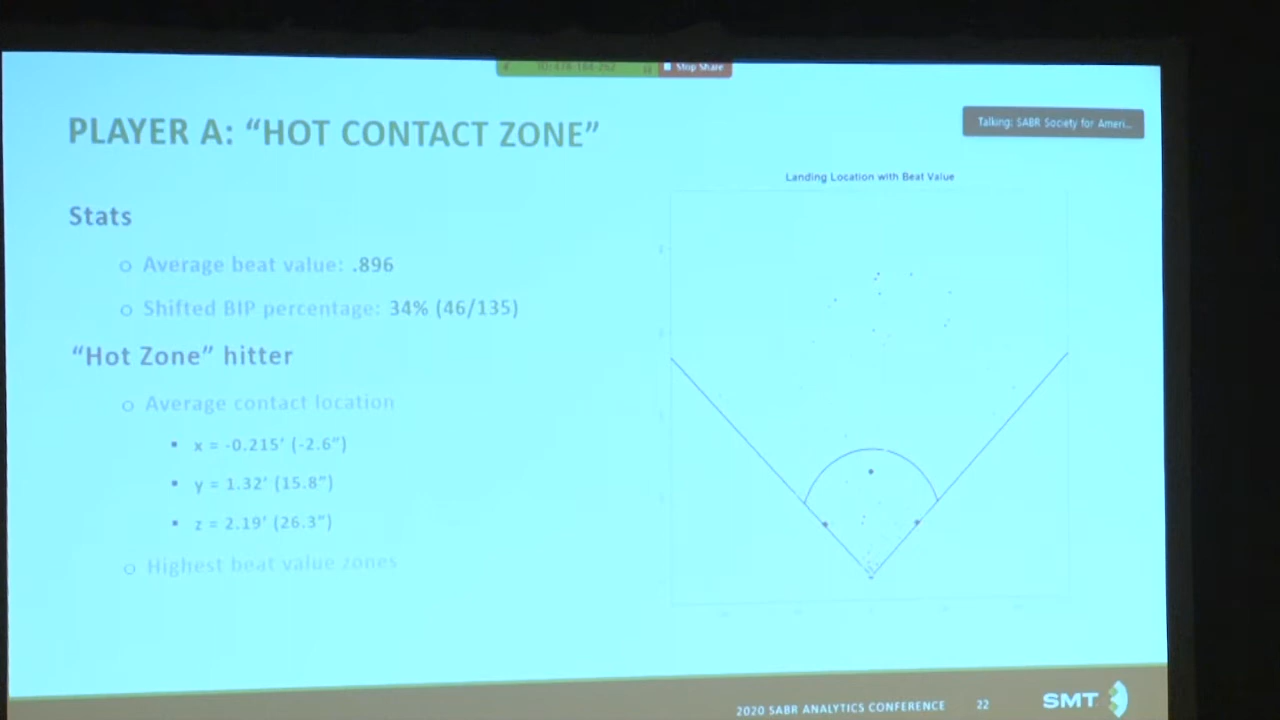 Stop Share
PLAYER A: “HOT CONTACT ZONE”
Talking: SABR Society for Ameri...
Landing Location with Beat Value
Stats
Average beat value: .896
Shifted BIP percentage: 34% (46/135)
“Hot Zone” hitter
Average contact location
x = -0.215’ (-2.6”)
y = 1.32’ (15.8”)
z = 2.19’ (26.3”)
Highest beat value zones
2020 SABR ANALYTICS CONFERENCE 22 SMT